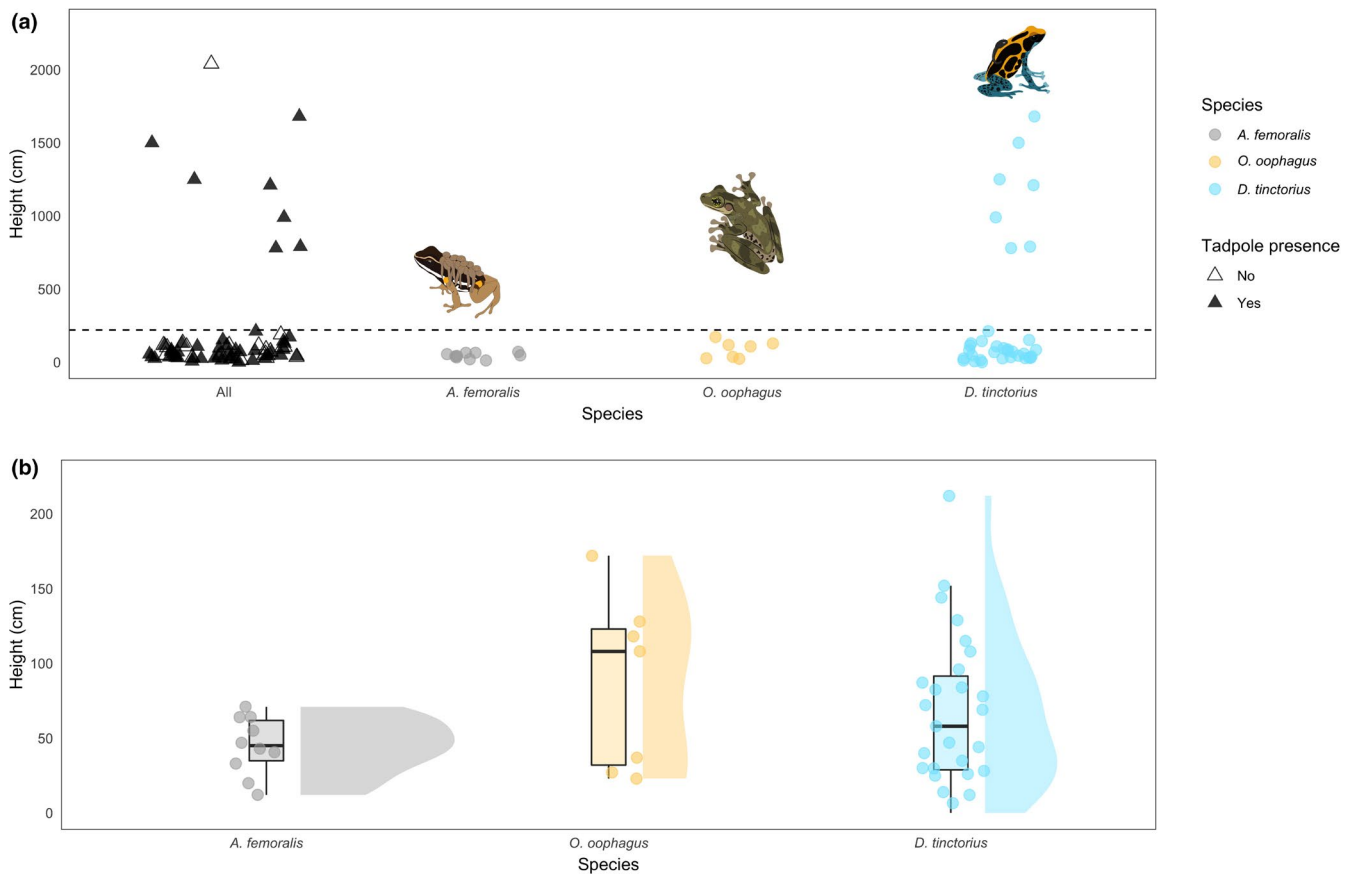 (a)
Height (cm)
2000
1500
1000
500
0
All
A. femoralis
O. oophagus
D. tinctorius
Species
Species
A. femoralis
O. oophagus
D. tinctorius
Tadpole presence
No
Yes
(b)
Height (cm)
200
150
100
50
0
A. femoralis
O. oophagus
D. tinctorius
Species